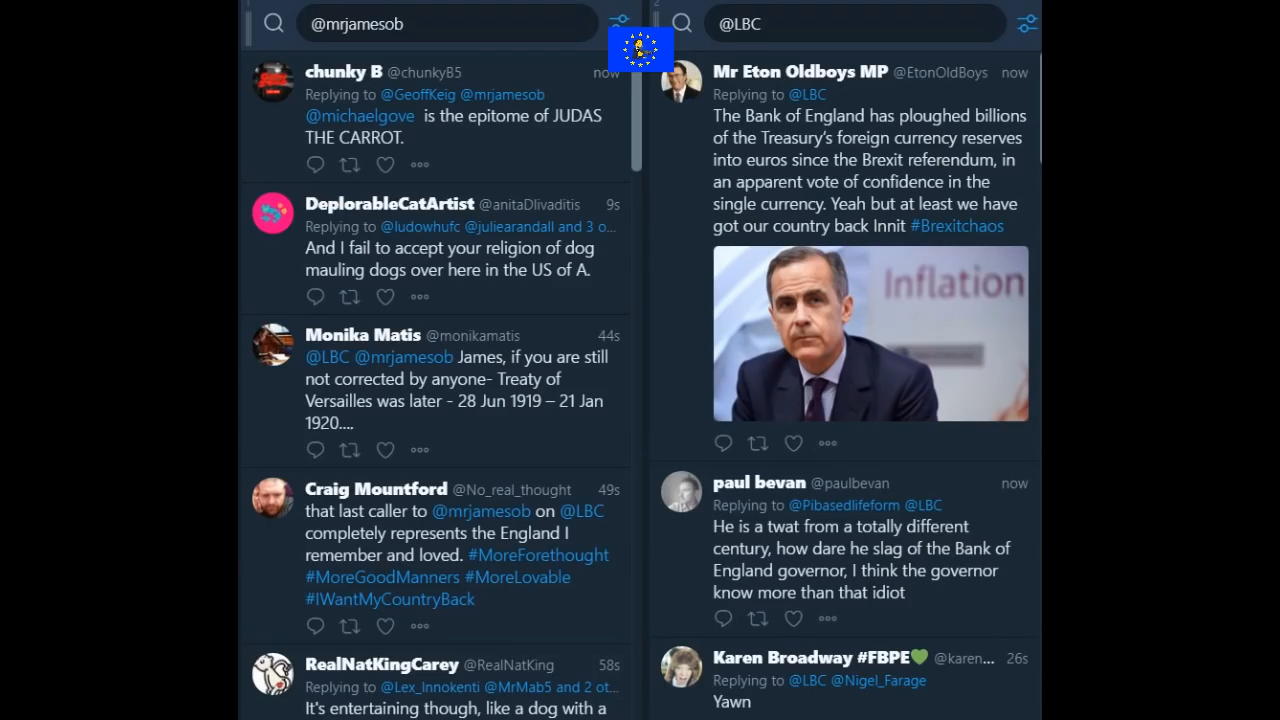 @mrjamesob
chunky B @chunkyB5 now
Replying to @GeoffKeig @mrjamesob
@michaelgove is the epitome of JUDAS
THE CARROT.
DeplorableCatArtist @anitaDlivaditis 9s
Replying to @ludowhufc @juliearandall and 3 o...
And I fail to accept your religion of dog
mauling dogs over here in the US of A.
Monika Matis @monikamatis 44s
@LBC @mrjamesob James, if you are still
not corrected by anyone- Treaty of
Versailles was later - 28 Jun 1919 – 21 Jan
1920....
Craig Mountford @No_real_thought 49s
that last caller to @mrjamesob on @LBC
completely represents the England I
remember and loved. #MoreForethought
#MoreGoodManners #MoreLovable
#IWantMyCountryBack
RealNatKingCarey @RealNatKing 58s
Replying to @Lex_Innokenti @MrMab5 and 2 ot...
It's entertaining though, like a dog with a
2
@LBC
Mr Eton Oldboys MP @EtonOldBoys now
Replying to @LBC
The Bank of England has ploughed billions
of the Treasury's foreign currency reserves
into euros since the Brexit referendum, in
an apparent vote of confidence in the
single currency. Yeah but at least we have
got our country back Innit #Brexitchaos
Inflation
paul bevan @paulbevan now
Replying to @Pibasedlifeform @LBC
He is a twat from a totally different
century, how dare he slag of the Bank of
England governor, I think the governor
know more than that idiot
Karen Broadway #FBPE💚 @karen... 26s
Replying to @LBC @Nigel_Farage
Yawn